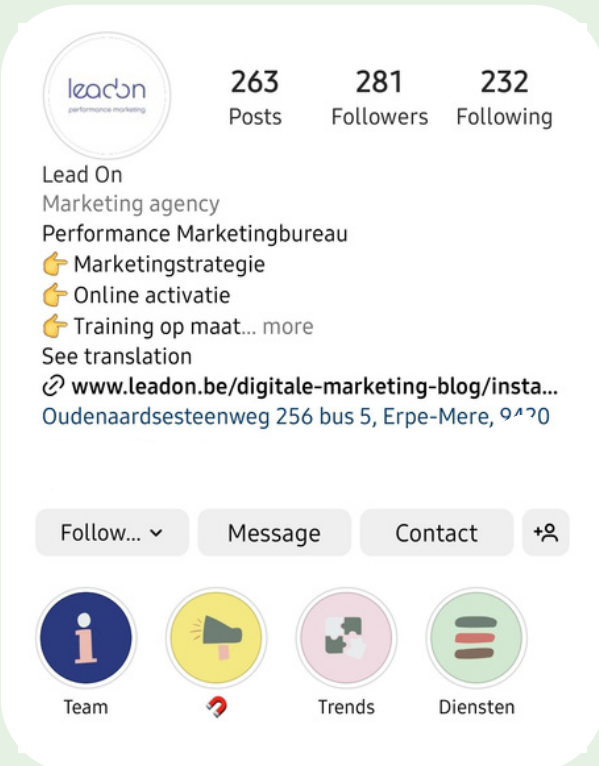 leadon
performance marketing
263 281 232
Posts Followers Following
Lead On
Marketing agency
Performance Marketingbureau
👉 Marketingstrategie
👉 Online activatie
👉 Training op maat... more
See translation
www.leadon.be/digitale-marketing-blog/insta...
Oudenaardsesteenweg 256 bus 5, Erpe-Mere,
Follow... Message Contact
Team 🧲 Trends Diensten